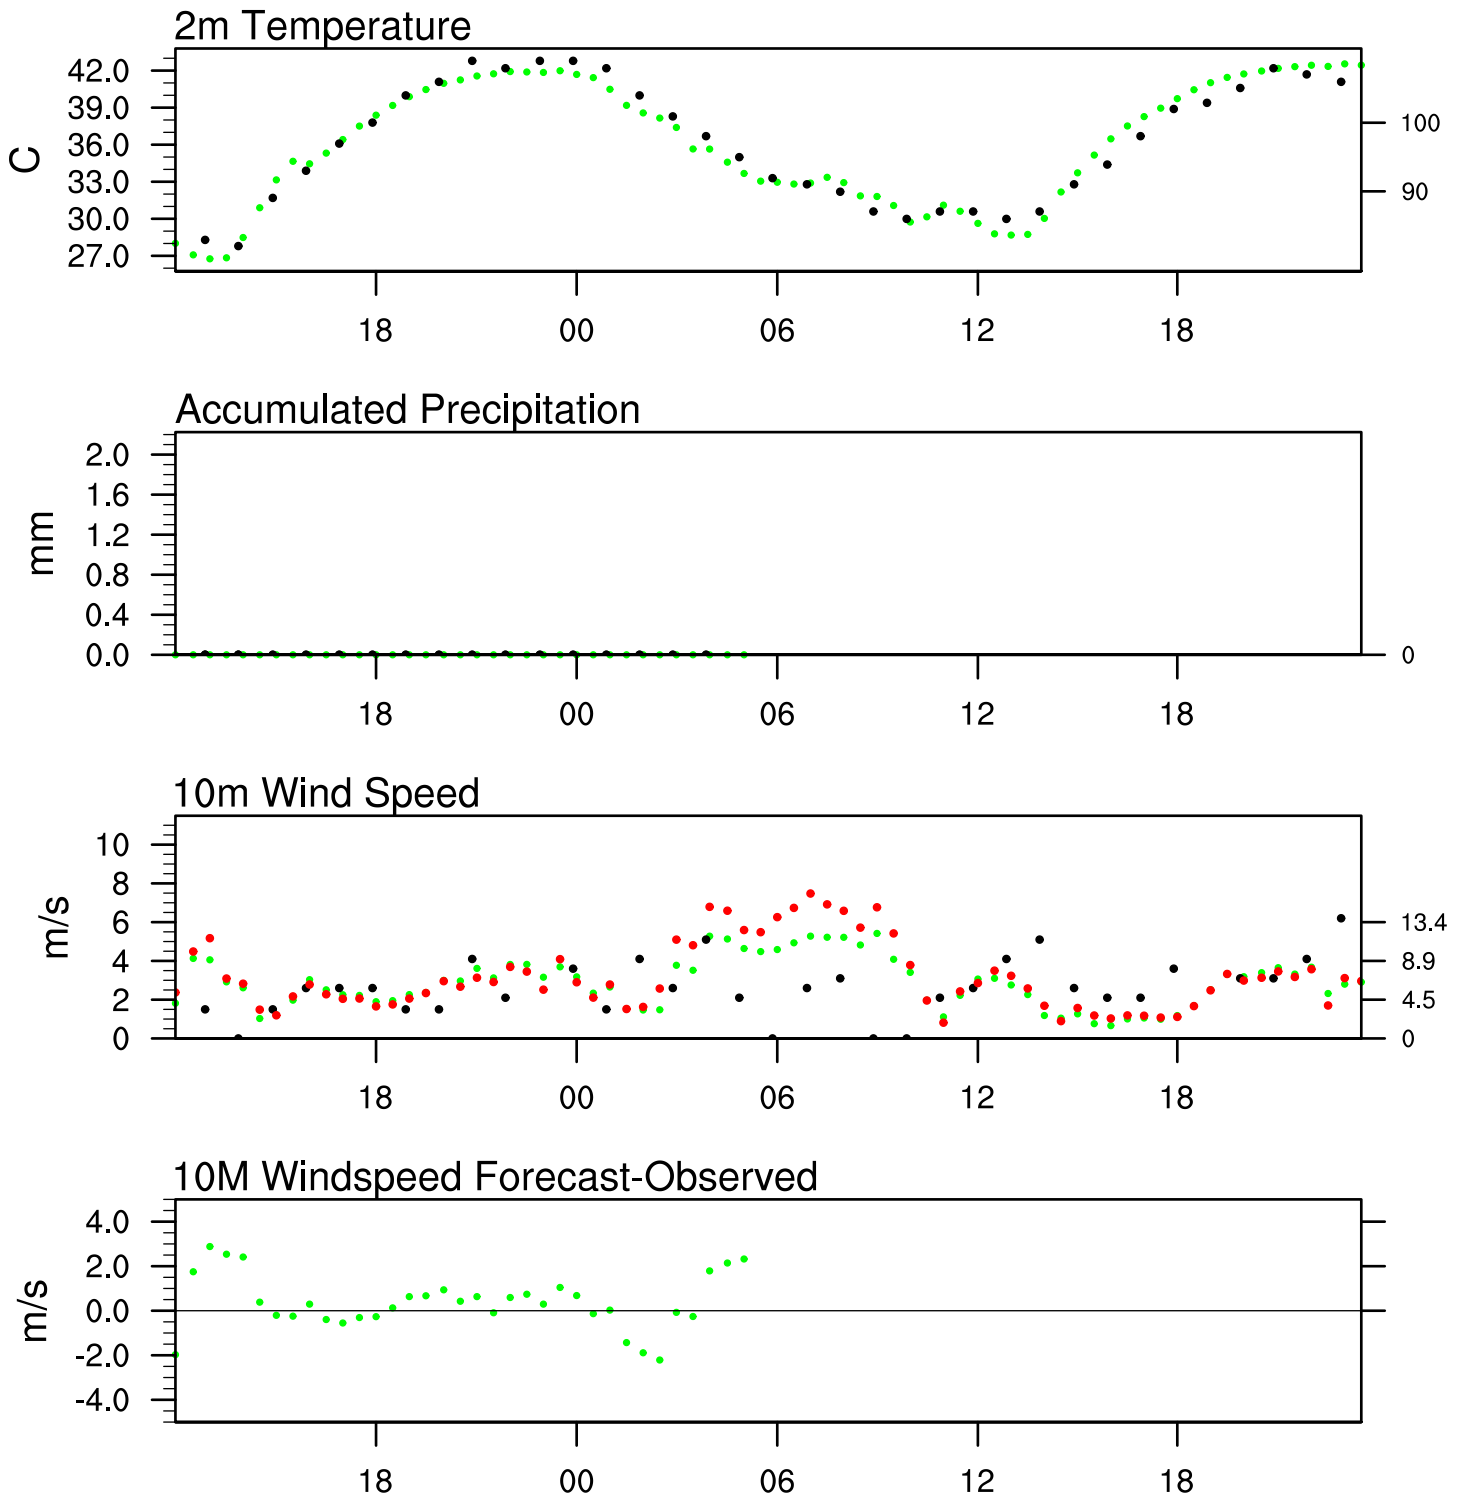 2m Temperature
42.0
39.0 100
36.0
33.0 90
30.0
27.0
C
18 00 06 12 18
Accumulated Precipitation
2.0
1.6
1.2
0.8
0.4
0.0 0
mm
18 00 06 12 18
10m Wind Speed
10
8
6 13.4
4 8.9
2 4.5
0 0
m/s
18 00 06 12 18
10M Windspeed Forecast-Observed
4.0
2.0
0.0
-2.0
-4.0
m/s
18 00 06 12 18